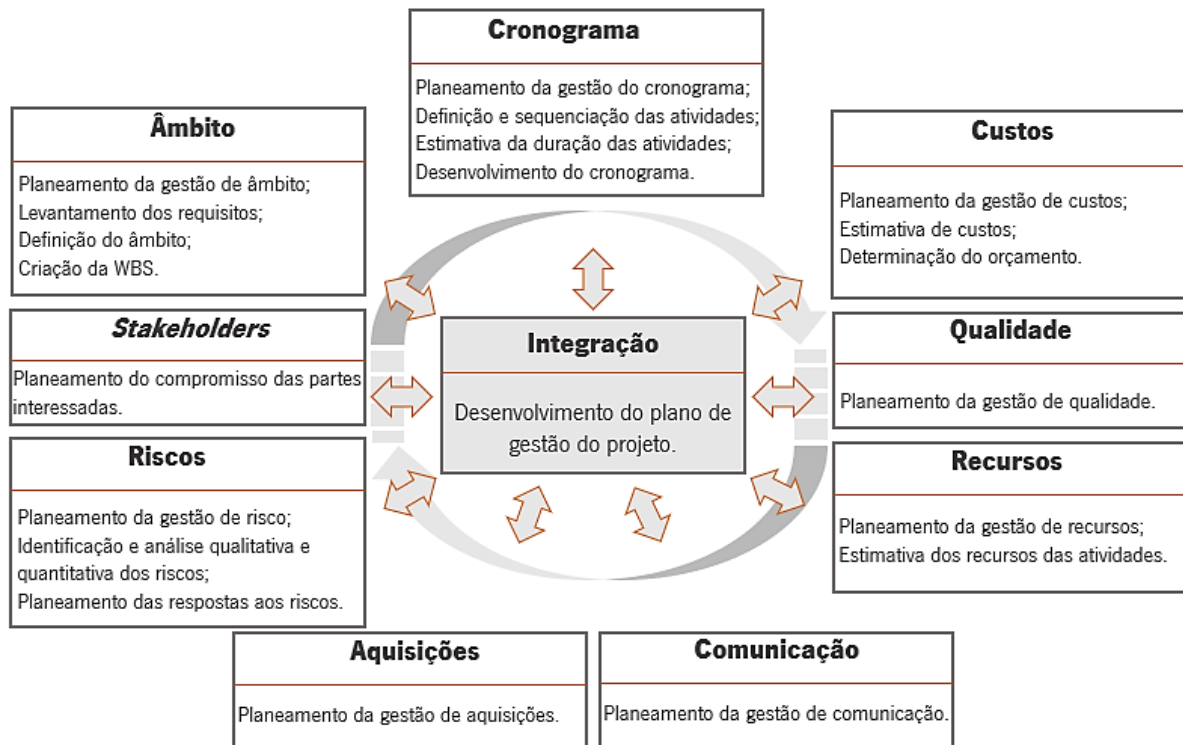 Cronograma
Planeamento da gestão do cronograma;
Definição e sequenciação das atividades;
Estimativa da duração das atividades;
Desenvolvimento do cronograma.
Âmbito
Planeamento da gestão de âmbito;
Levantamento dos requisitos;
Definição do âmbito;
Criação da WBS.
Custos
Planeamento da gestão de custos;
Estimativa de custos;
Determinação do orçamento.
Stakeholders
Planeamento do compromisso das partes
interessadas.
Integração
Desenvolvimento do plano de
gestão do projeto.
Qualidade
Planeamento da gestão de qualidade.
Riscos
Planeamento da gestão de risco;
Identificação e análise qualitativa e
quantitativa dos riscos;
Planeamento das respostas aos riscos.
Recursos
Planeamento da gestão de recursos;
Estimativa dos recursos das atividades.
Aquisições
Planeamento da gestão de aquisições.
Comunicação
Planeamento da gestão de comunicação.